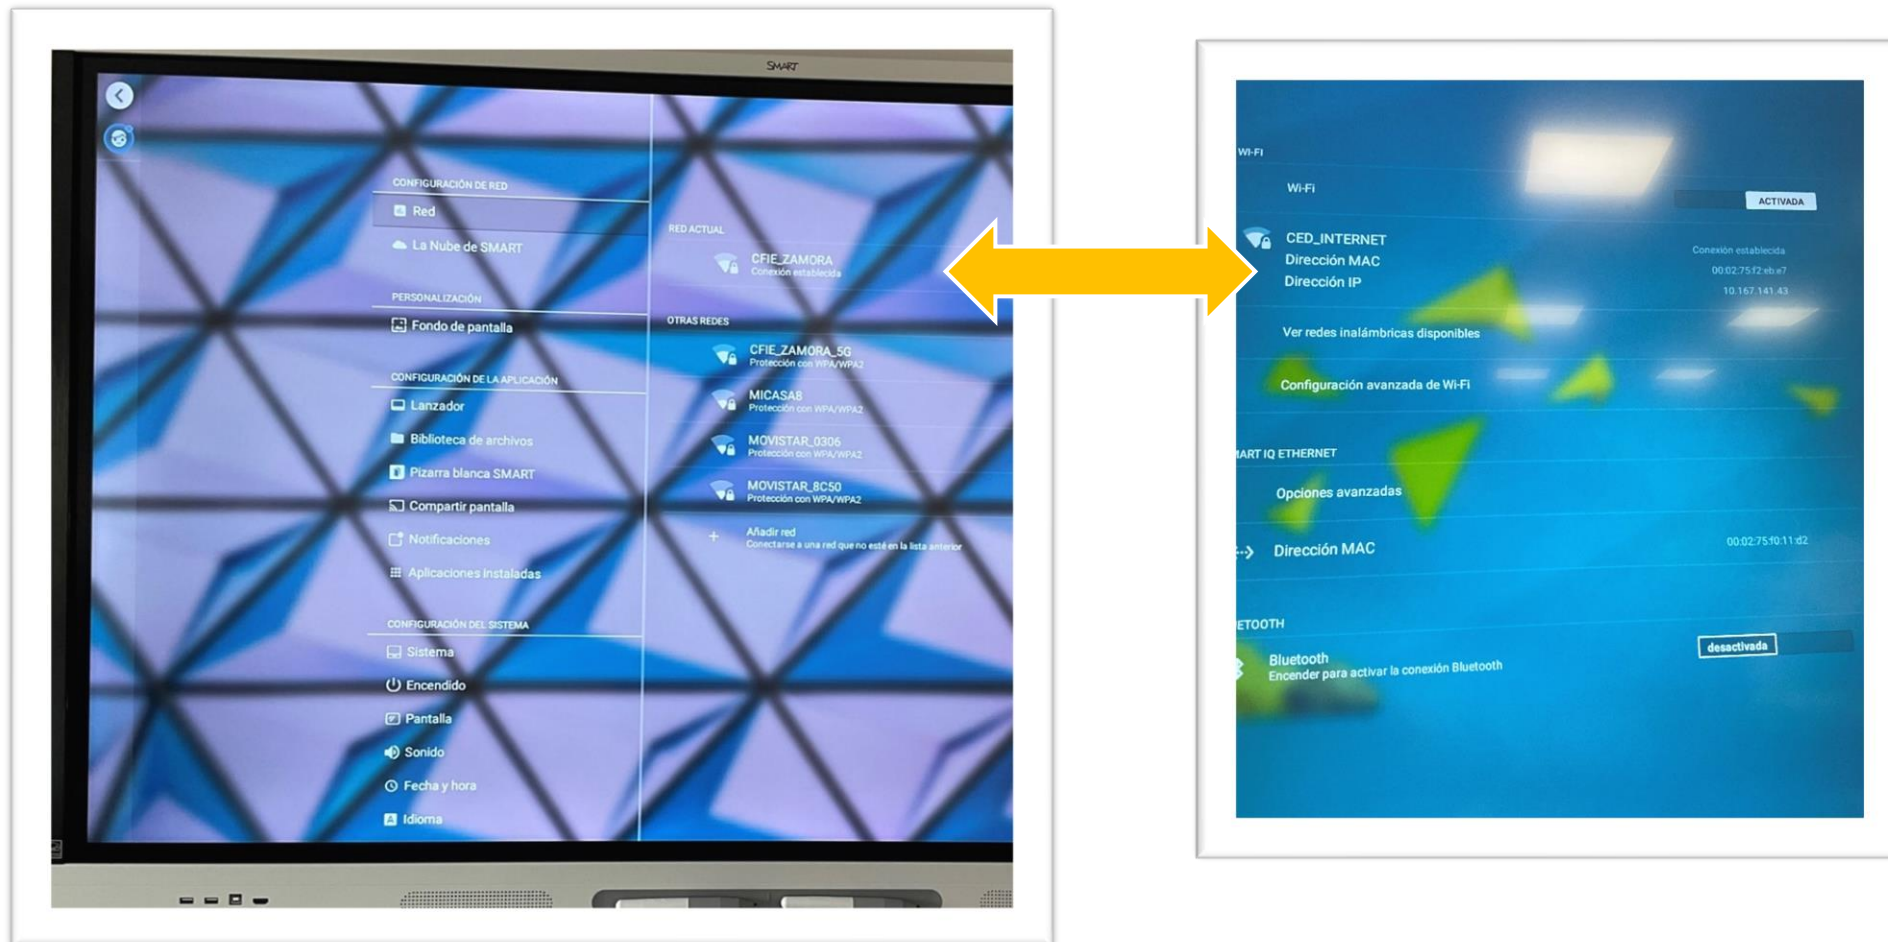 SMART
CONFIGURACIÓN DE RED
Red
La Nube de SMART
PERSONALIZACIÓN
Fondo de pantalla
CONFIGURACIÓN DE LA APLICACIÓN
Lanzador
Biblioteca de archivos
Pizarra blanca SMART
Compartir pantalla
Notificaciones
Aplicaciones instaladas
CONFIGURACIÓN DEL SISTEMA
Sistema
Encendido
Pantalla
Sonido
Fecha y hora
Idioma
RED ACTUAL
CFIE_ZAMORA
Conexión establecida
OTRAS REDES
CFIE_ZAMORA_5G
Protección con WPA/WPA2
MICASA8
Protección con WPA/WPA2
MOVISTAR_0306
Protección con WPA/WPA2
MOVISTAR_8C50
Protección con WPA/WPA2
Añadir red
Conectarse a una red que no esté en la lista anterior
WI-FI
Wi-Fi
ACTIVADA
CED_INTERNET
Conexión establecida
Dirección MAC 00:02:75:f2:eb:e7
Dirección IP 10.167.141.43
Ver redes inalámbricas disponibles
Configuración avanzada de Wi-Fi
ART IQ ETHERNET
Opciones avanzadas
Dirección MAC 00:02:75:f0:11:d2
ETOOTH
Bluetooth
desactivada
Encender para activar la conexión Bluetooth